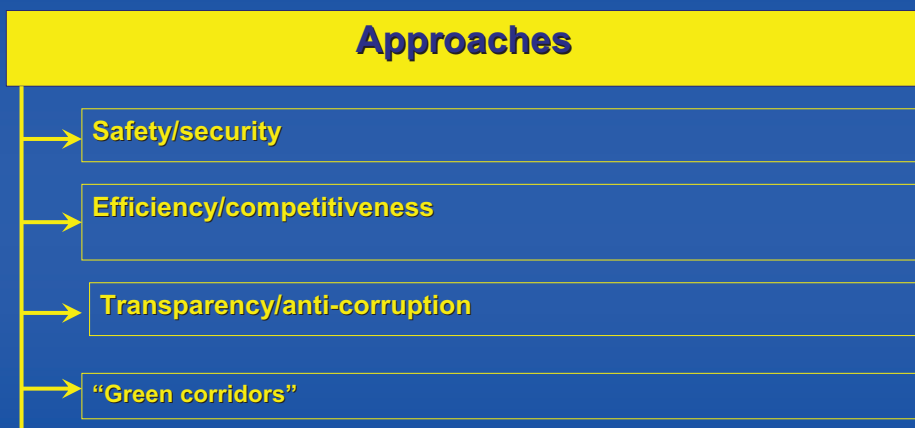 Approaches
Safety/security
Efficiency/competitiveness
Transparency/anti-corruption
“Green corridors”